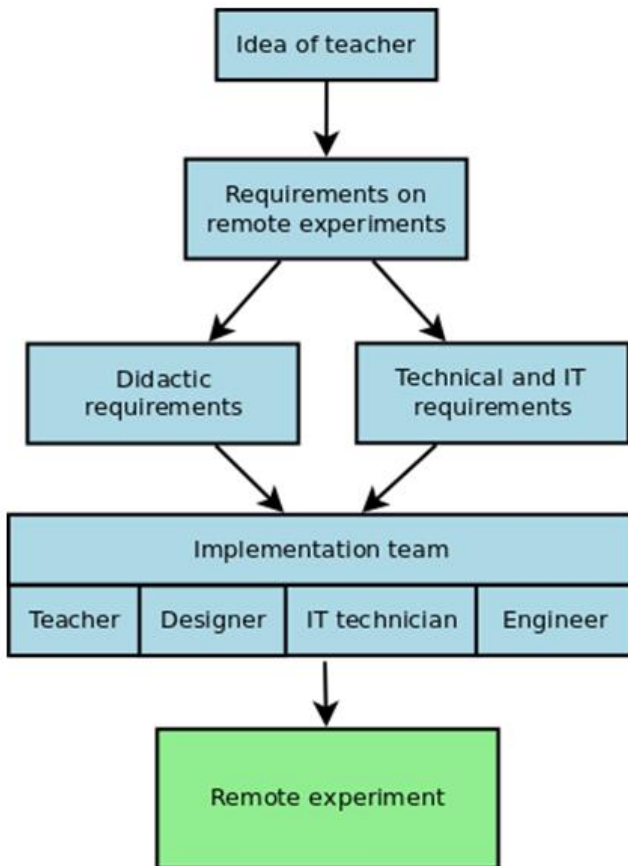 Idea of teacher
Requirements on
remote experiments
Didactic
requirements
Technical and IT
requirements
Implementation team
Teacher
Designer
IT technician
Engineer
Remote experiment